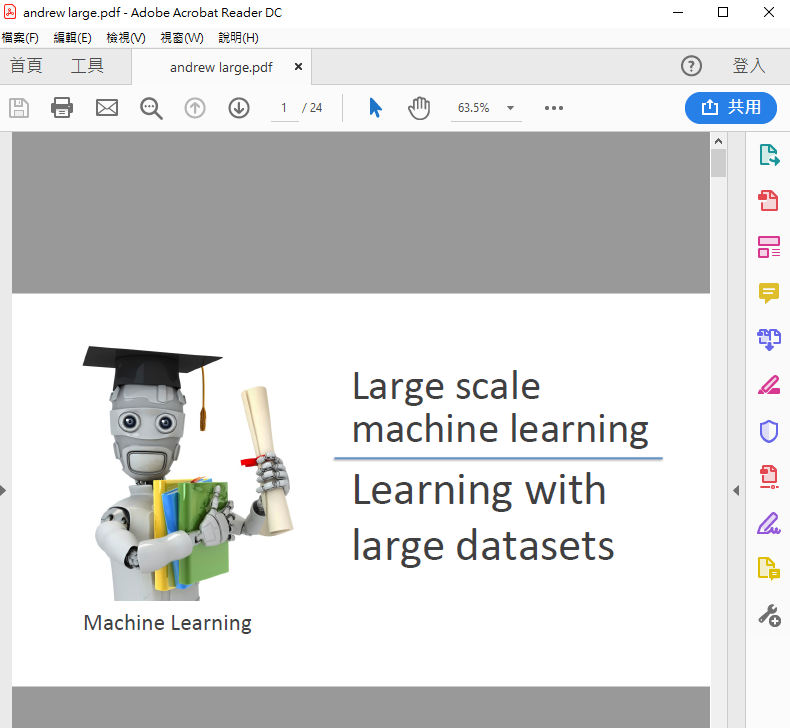 andrew large.pdf - Adobe Acrobat Reader DC
檔案(F) 編輯(E) 檢視(V) 視窗(W) 說明(H)
首頁 工具 andrew large.pdf × ? 登入
1 / 24 63.5% 共用
Large scale
machine learning
Learning with
large datasets
Machine Learning